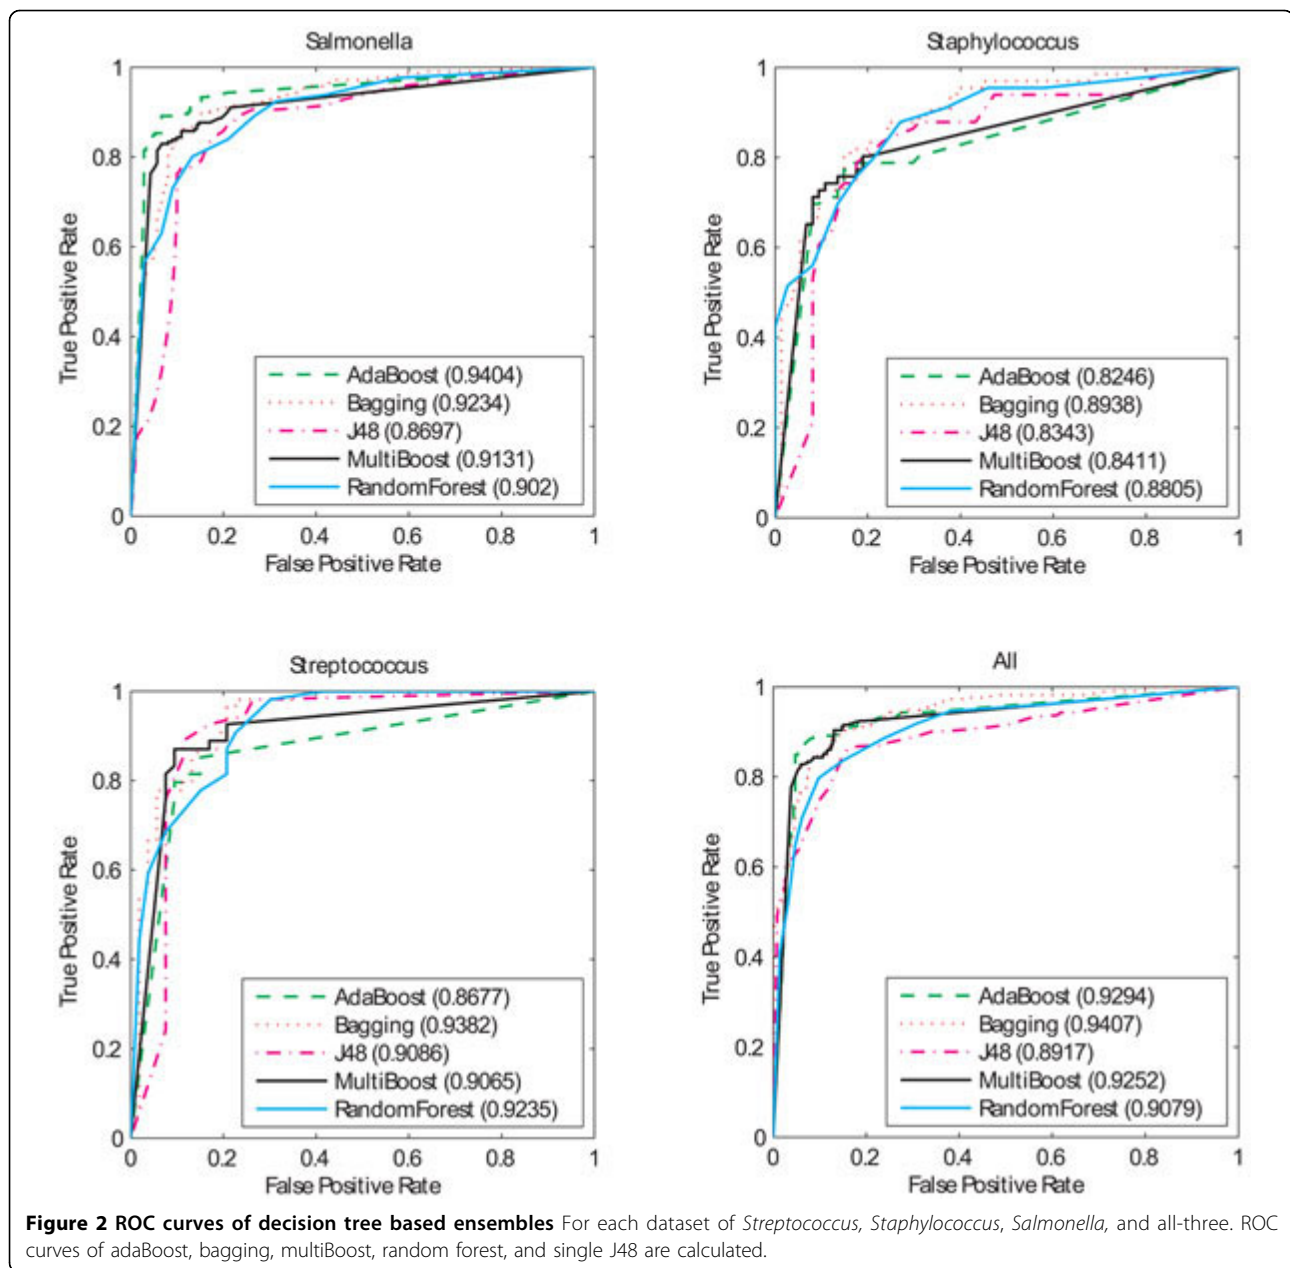 Salmonella
1
0.8
0.6
0.4
0.2
0
True Positive Rate
AdaBoost (0.9404)
Bagging (0.9234)
J48 (0.8697)
MultiBoost (0.9131)
RandomForest (0.902)
0 0.2 0.4 0.6 0.8 1
False Positive Rate
Staphylococcus
1
0.8
0.6
0.4
0.2
0
True Positive Rate
AdaBoost (0.8246)
Bagging (0.8938)
J48 (0.8343)
MultiBoost (0.8411)
RandomForest (0.8805)
0 0.2 0.4 0.6 0.8 1
False Positive Rate
Streptococcus
1
0.8
0.6
0.4
0.2
0
True Positive Rate
AdaBoost (0.8677)
Bagging (0.9382)
J48 (0.9086)
MultiBoost (0.9065)
RandomForest (0.9235)
0 0.2 0.4 0.6 0.8 1
False Positive Rate
All
1
0.8
0.6
0.4
0.2
0
True Positive Rate
AdaBoost (0.9294)
Bagging (0.9407)
J48 (0.8917)
MultiBoost (0.9252)
RandomForest (0.9079)
0 0.2 0.4 0.6 0.8 1
False Positive Rate
Figure 2 ROC curves of decision tree based ensembles For each dataset of Streptococcus, Staphylococcus, Salmonella, and all-three. ROC
curves of adaBoost, bagging, multiBoost, random forest, and single J48 are calculated.